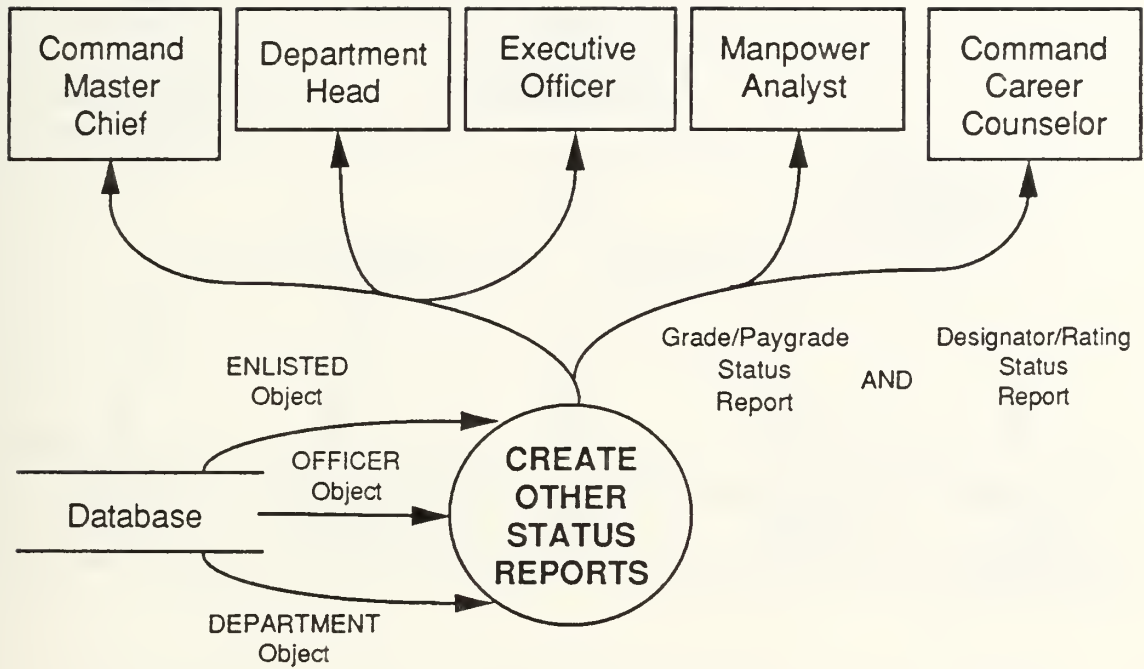 Command
Master
Chief
Department
Head
Executive
Officer
Manpower
Analyst
Command
Career
Counselor
Grade/Paygrade
Status
Report
AND
Designator/Rating
Status
Report
ENLISTED
Object
OFFICER
Object
Database
DEPARTMENT
Object
CREATE
OTHER
STATUS
REPORTS